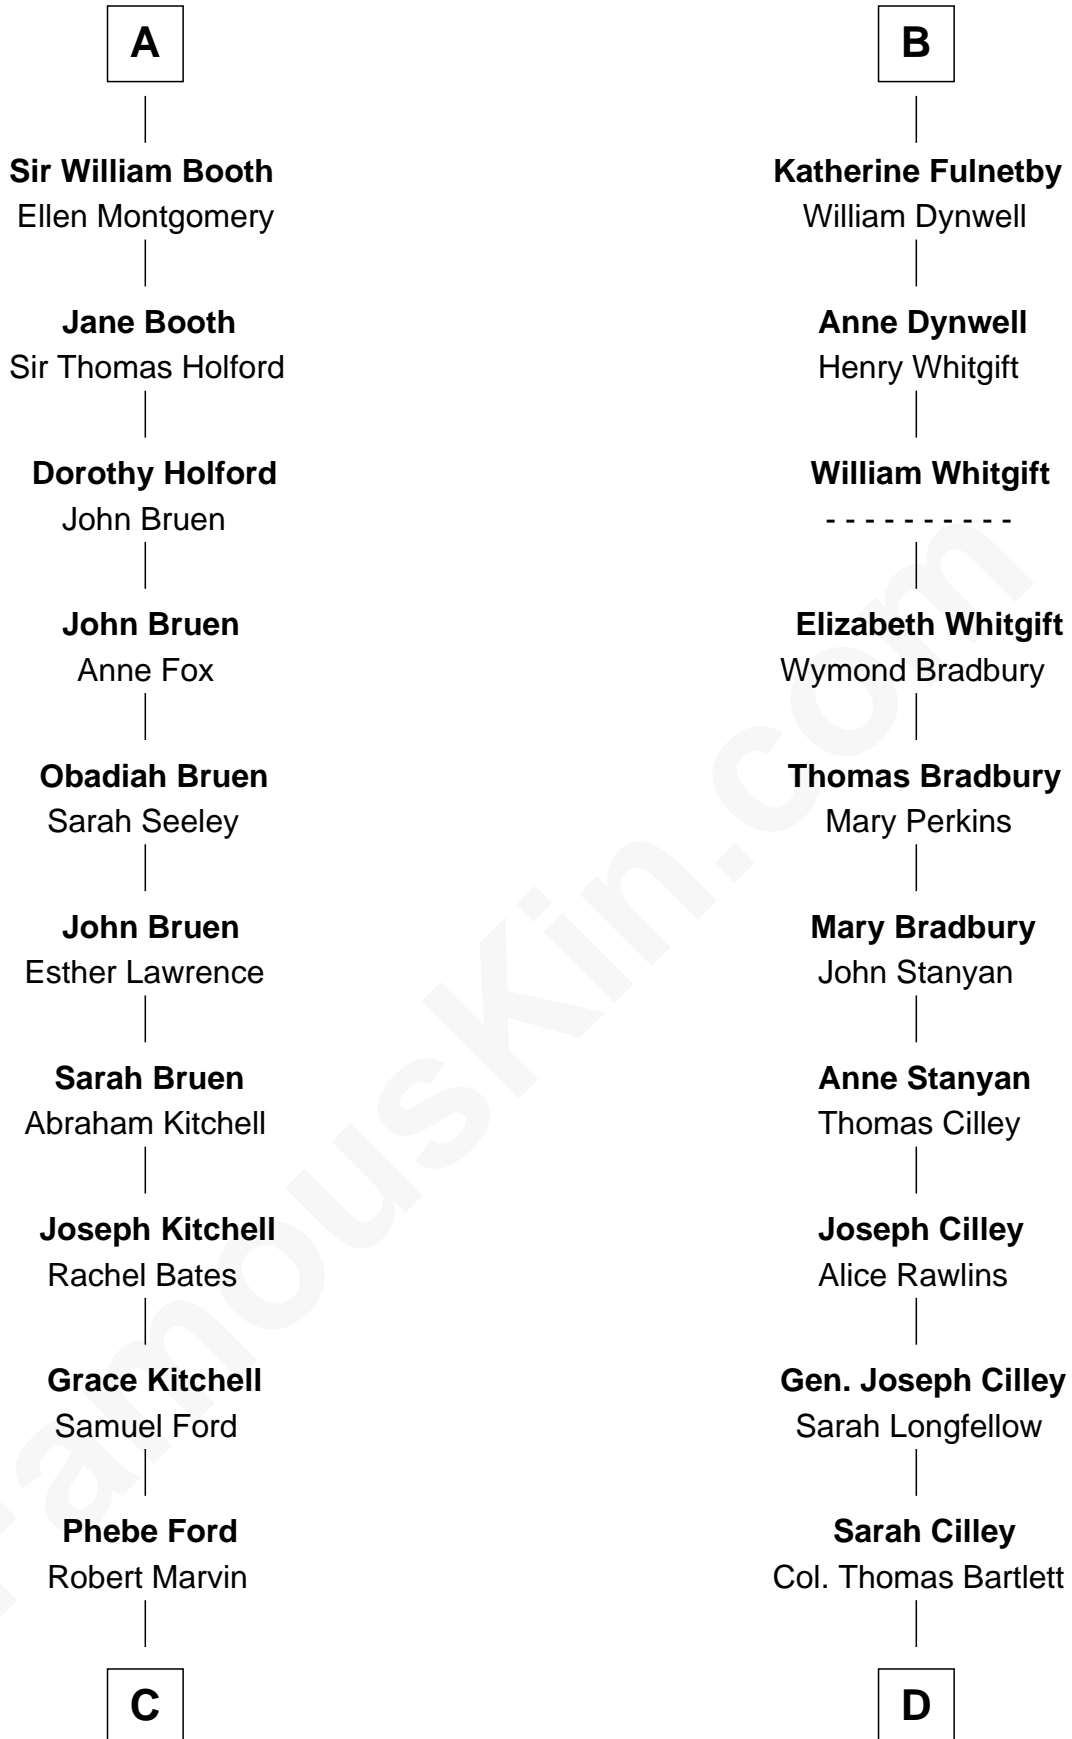 A
Sir William Booth
Ellen Montgomery
Jane Booth
Sir Thomas Holford
Dorothy Holford
John Bruen
John Bruen
Anne Fox
Obadiah Bruen
Sarah Seeley
John Bruen
Esther Lawrence
Sarah Bruen
Abraham Kitchell
Joseph Kitchell
Rachel Bates
Grace Kitchell
Samuel Ford
Phebe Ford
Robert Marvin
C
B
Katherine Fulnetby
William Dynwell
Anne Dynwell
Henry Whitgift
William Whitgift
- - - - - - - - - -
Elizabeth Whitgift
Wymond Bradbury
Thomas Bradbury
Mary Perkins
Mary Bradbury
John Stanyan
Anne Stanyan
Thomas Cilley
Joseph Cilley
Alice Rawlins
Gen. Joseph Cilley
Sarah Longfellow
Sarah Cilley
Col. Thomas Bartlett
D
FamousKin.com